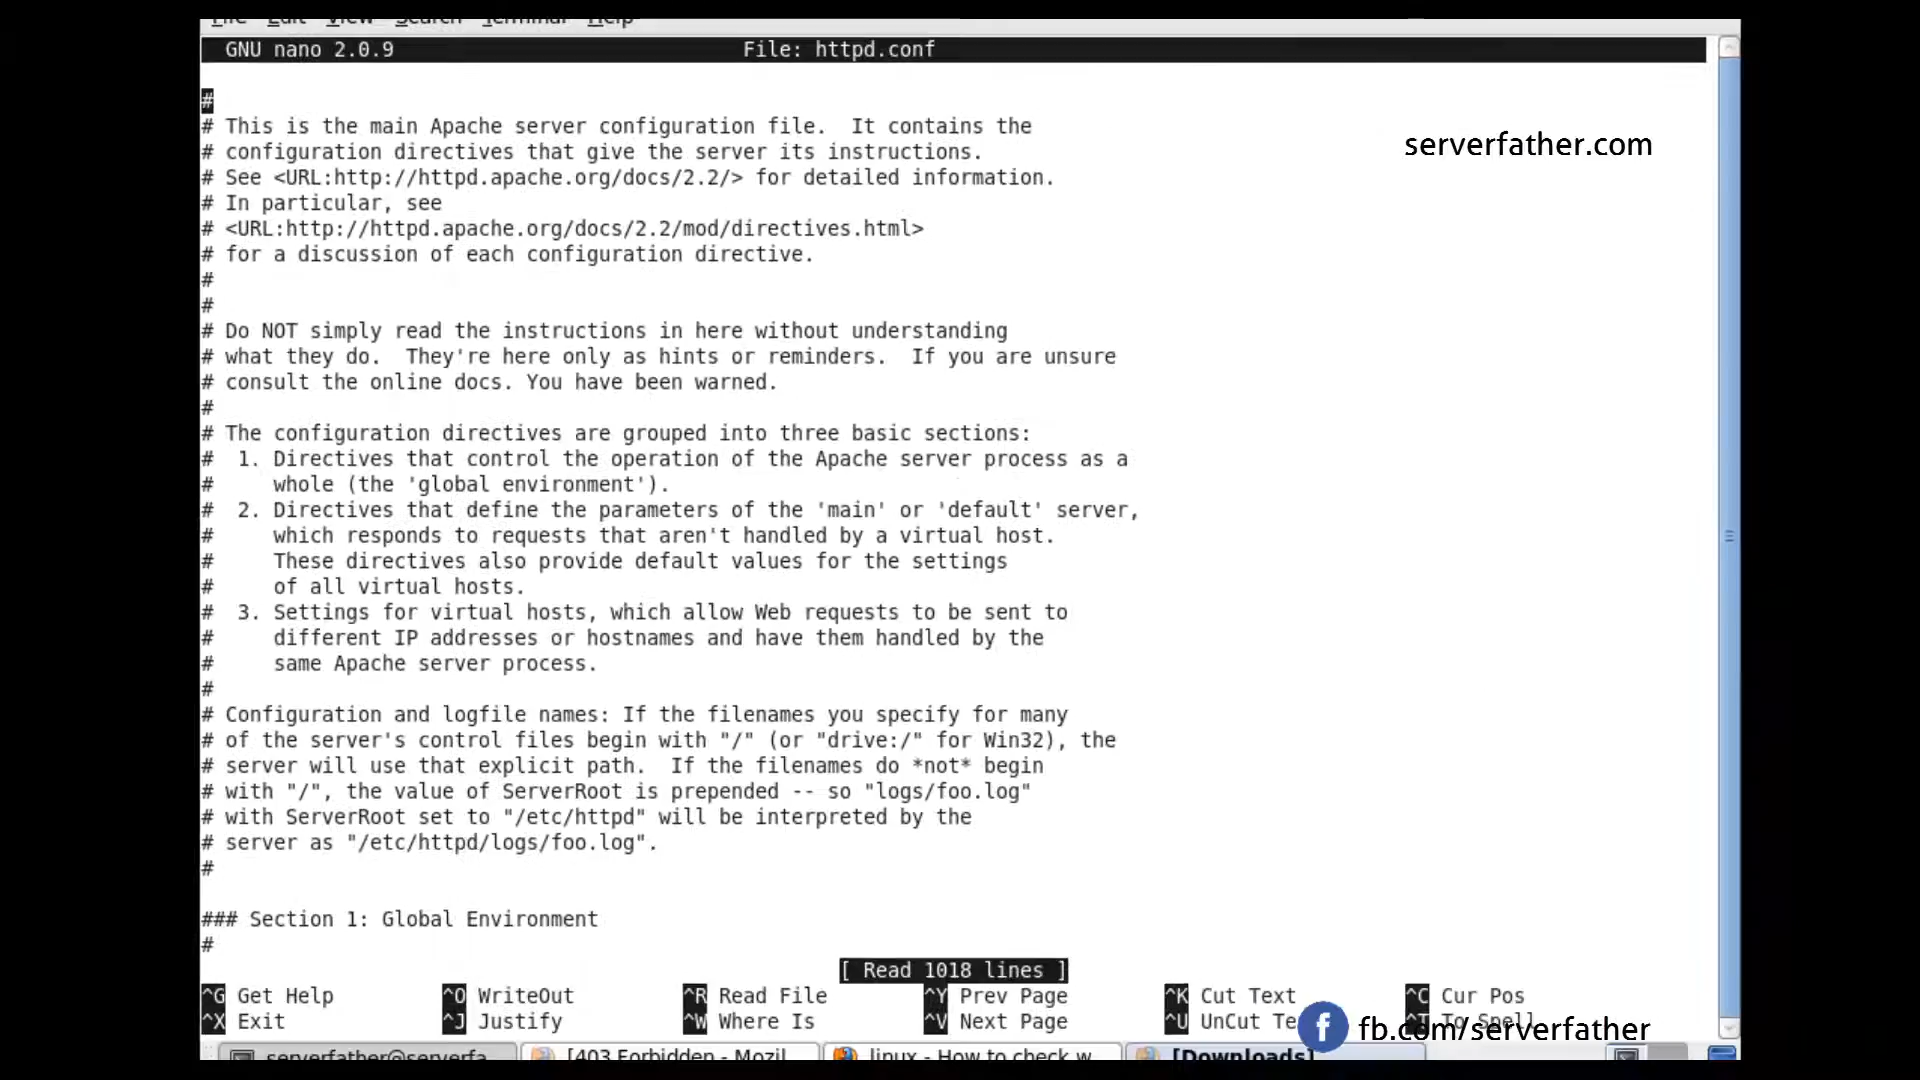 File Edit View Search Terminal Help
GNU nano 2.0.9 File: httpd.conf
#
# This is the main Apache server configuration file.  It contains the
# configuration directives that give the server its instructions.
# See <URL:http://httpd.apache.org/docs/2.2/> for detailed information.
# In particular, see
# <URL:http://httpd.apache.org/docs/2.2/mod/directives.html>
# for a discussion of each configuration directive.
#
#
# Do NOT simply read the instructions in here without understanding
# what they do.  They're here only as hints or reminders.  If you are unsure
# consult the online docs. You have been warned.
#
# The configuration directives are grouped into three basic sections:
#  1. Directives that control the operation of the Apache server process as a
#     whole (the 'global environment').
#  2. Directives that define the parameters of the 'main' or 'default' server,
#     which responds to requests that aren't handled by a virtual host.
#     These directives also provide default values for the settings
#     of all virtual hosts.
#  3. Settings for virtual hosts, which allow Web requests to be sent to
#     different IP addresses or hostnames and have them handled by the
#     same Apache server process.
#
# Configuration and logfile names: If the filenames you specify for many
# of the server's control files begin with "/" (or "drive:/" for Win32), the
# server will use that explicit path.  If the filenames do *not* begin
# with "/", the value of ServerRoot is prepended -- so "logs/foo.log"
# with ServerRoot set to "/etc/httpd" will be interpreted by the
# server as "/etc/httpd/logs/foo.log".
#
### Section 1: Global Environment
#
[ Read 1018 lines ]
^G Get Help ^O WriteOut ^R Read File ^Y Prev Page ^K Cut Text ^C Cur Pos
^X Exit ^J Justify ^W Where Is ^V Next Page ^U UnCut Te ^T To Spell
serverfather.com
fb.com/serverfather
serverfather@serverfa... [403 Forbidden - Mozil... linux - How to check w... [Downloads]